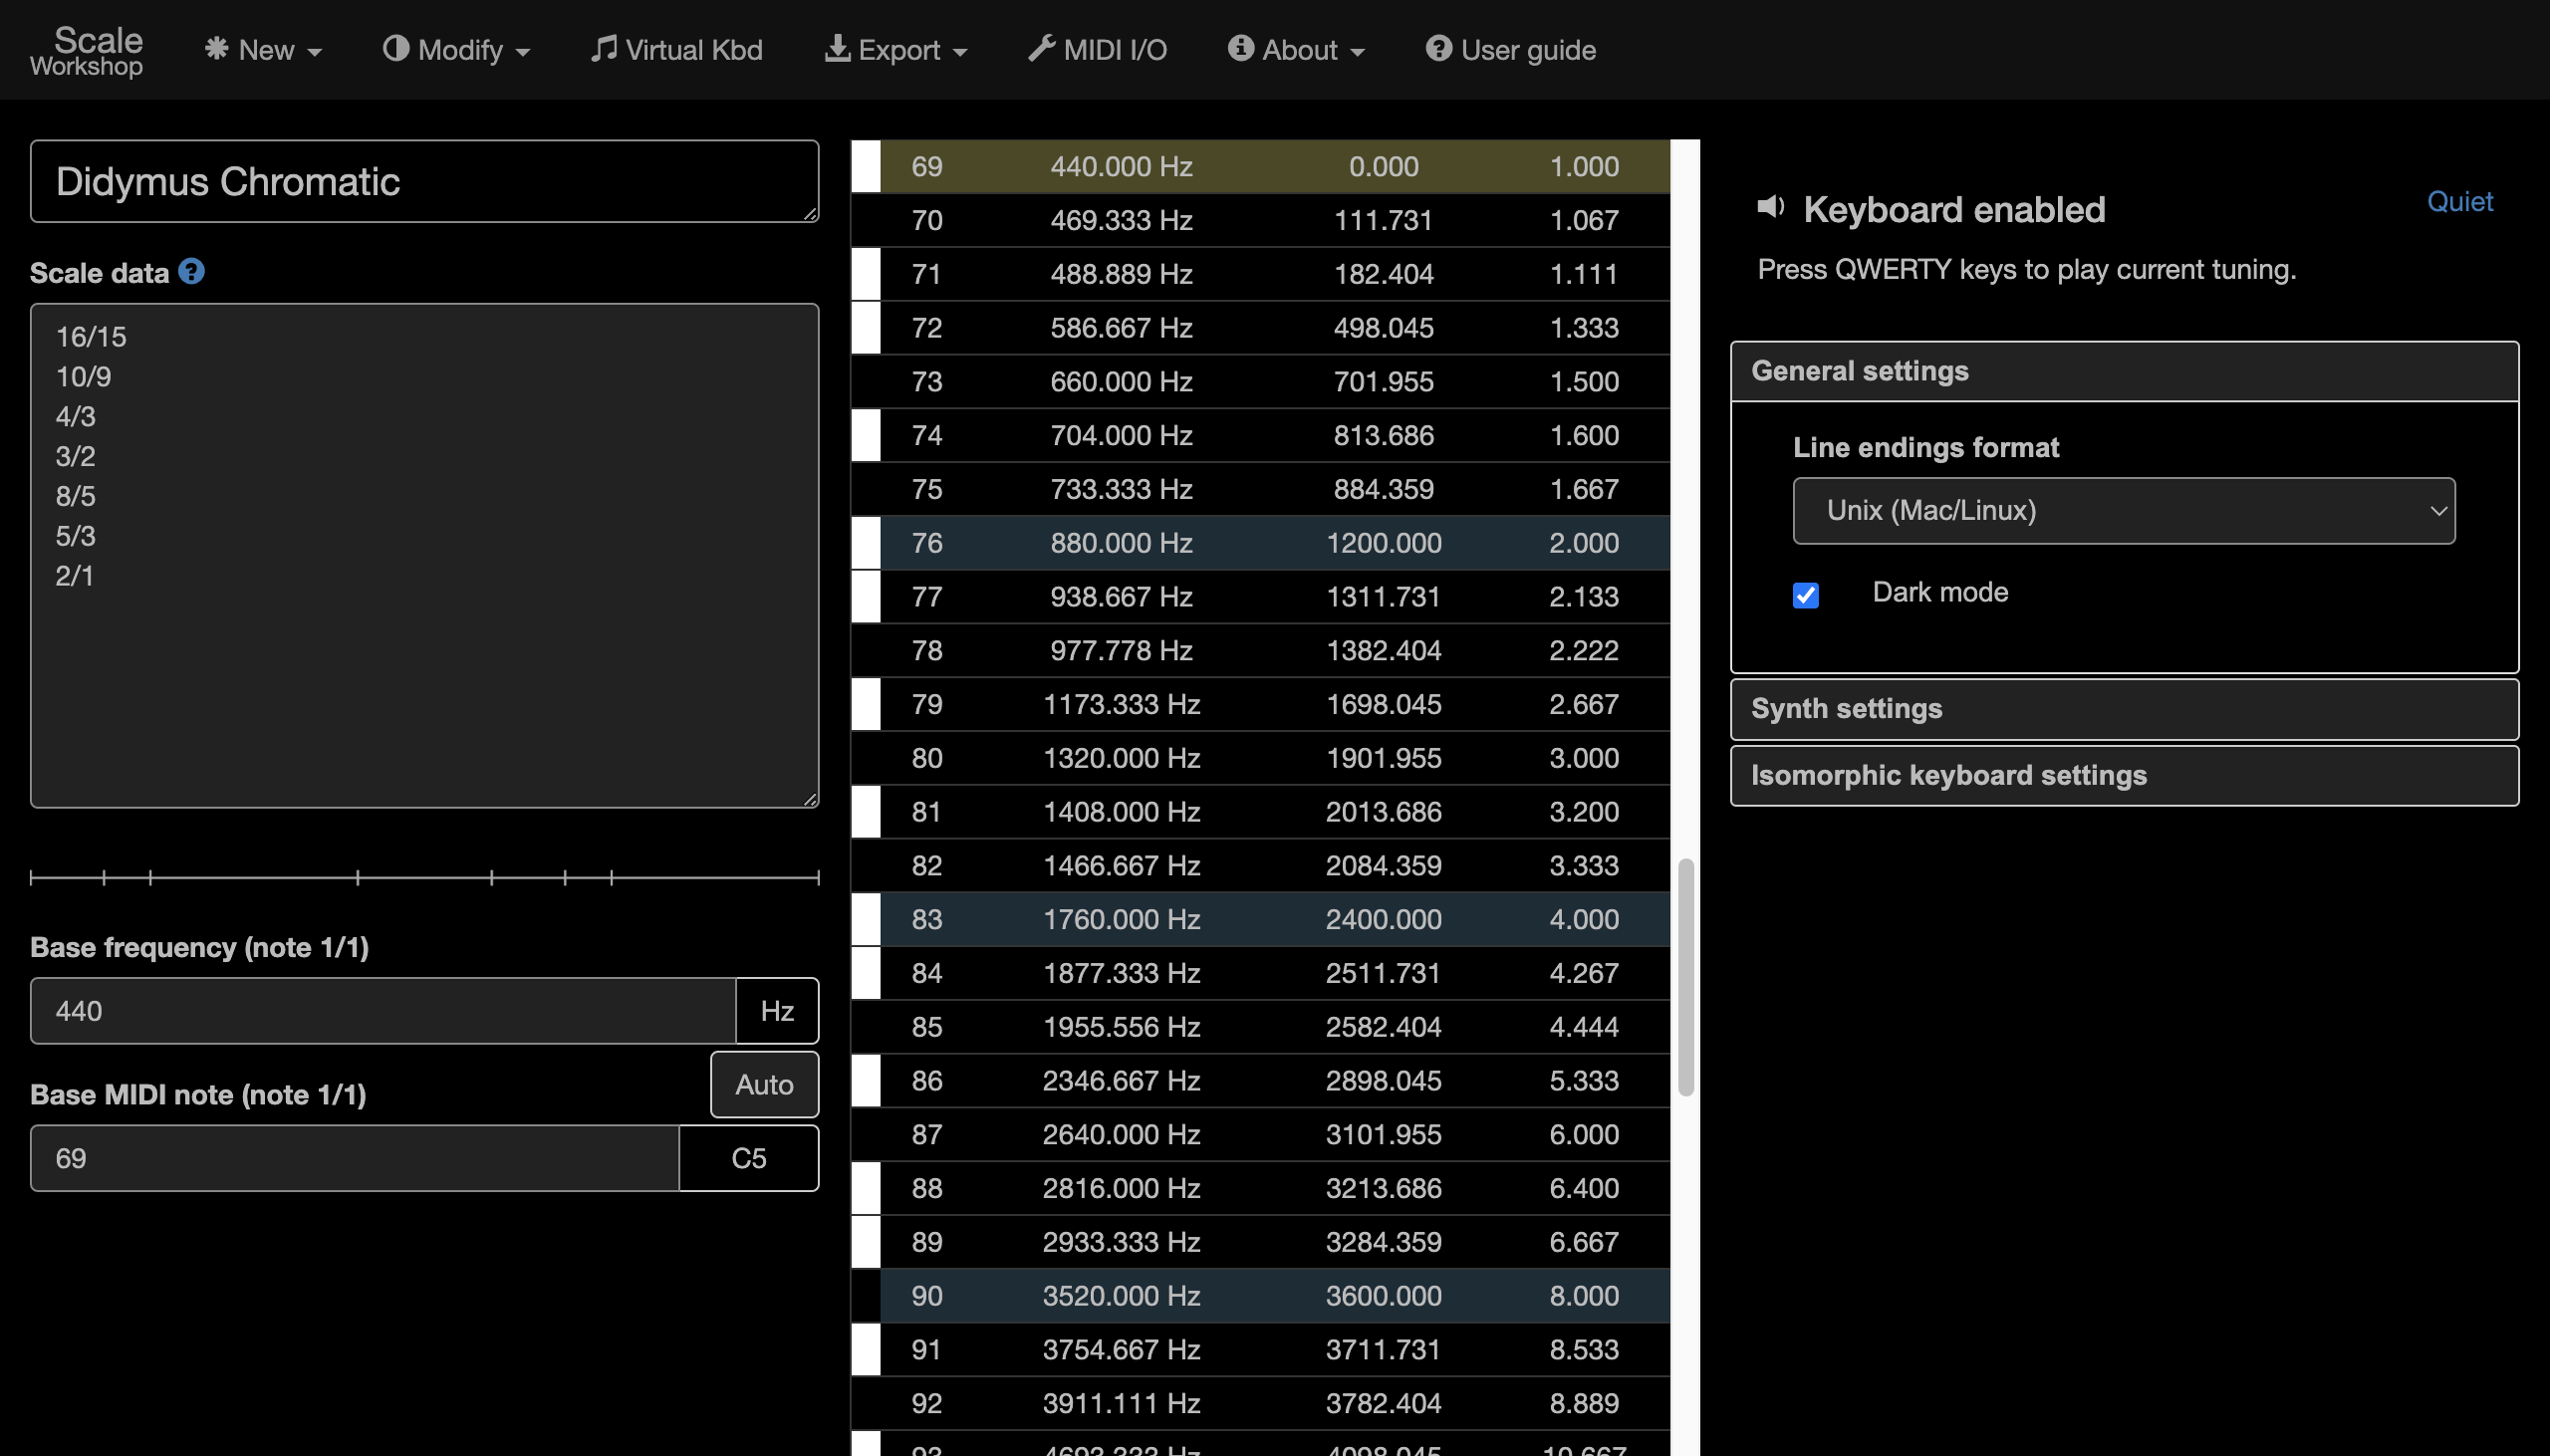 Scale
Workshop
New
Modify
Virtual Kbd
Export
MIDI I/O
About
User guide
Didymus Chromatic
Scale data ?
16/15
10/9
4/3
3/2
8/5
5/3
2/1
Base frequency (note 1/1)
440 Hz
Auto
Base MIDI note (note 1/1)
69 C5
69 440.000 Hz 0.000 1.000
70 469.333 Hz 111.731 1.067
71 488.889 Hz 182.404 1.111
72 586.667 Hz 498.045 1.333
73 660.000 Hz 701.955 1.500
74 704.000 Hz 813.686 1.600
75 733.333 Hz 884.359 1.667
76 880.000 Hz 1200.000 2.000
77 938.667 Hz 1311.731 2.133
78 977.778 Hz 1382.404 2.222
79 1173.333 Hz 1698.045 2.667
80 1320.000 Hz 1901.955 3.000
81 1408.000 Hz 2013.686 3.200
82 1466.667 Hz 2084.359 3.333
83 1760.000 Hz 2400.000 4.000
84 1877.333 Hz 2511.731 4.267
85 1955.556 Hz 2582.404 4.444
86 2346.667 Hz 2898.045 5.333
87 2640.000 Hz 3101.955 6.000
88 2816.000 Hz 3213.686 6.400
89 2933.333 Hz 3284.359 6.667
90 3520.000 Hz 3600.000 8.000
91 3754.667 Hz 3711.731 8.533
92 3911.111 Hz 3782.404 8.889
93 4693.333 Hz 4098.045 10.667
Keyboard enabled
Quiet
Press QWERTY keys to play current tuning.
General settings
Line endings format
Unix (Mac/Linux)
Dark mode
Synth settings
Isomorphic keyboard settings